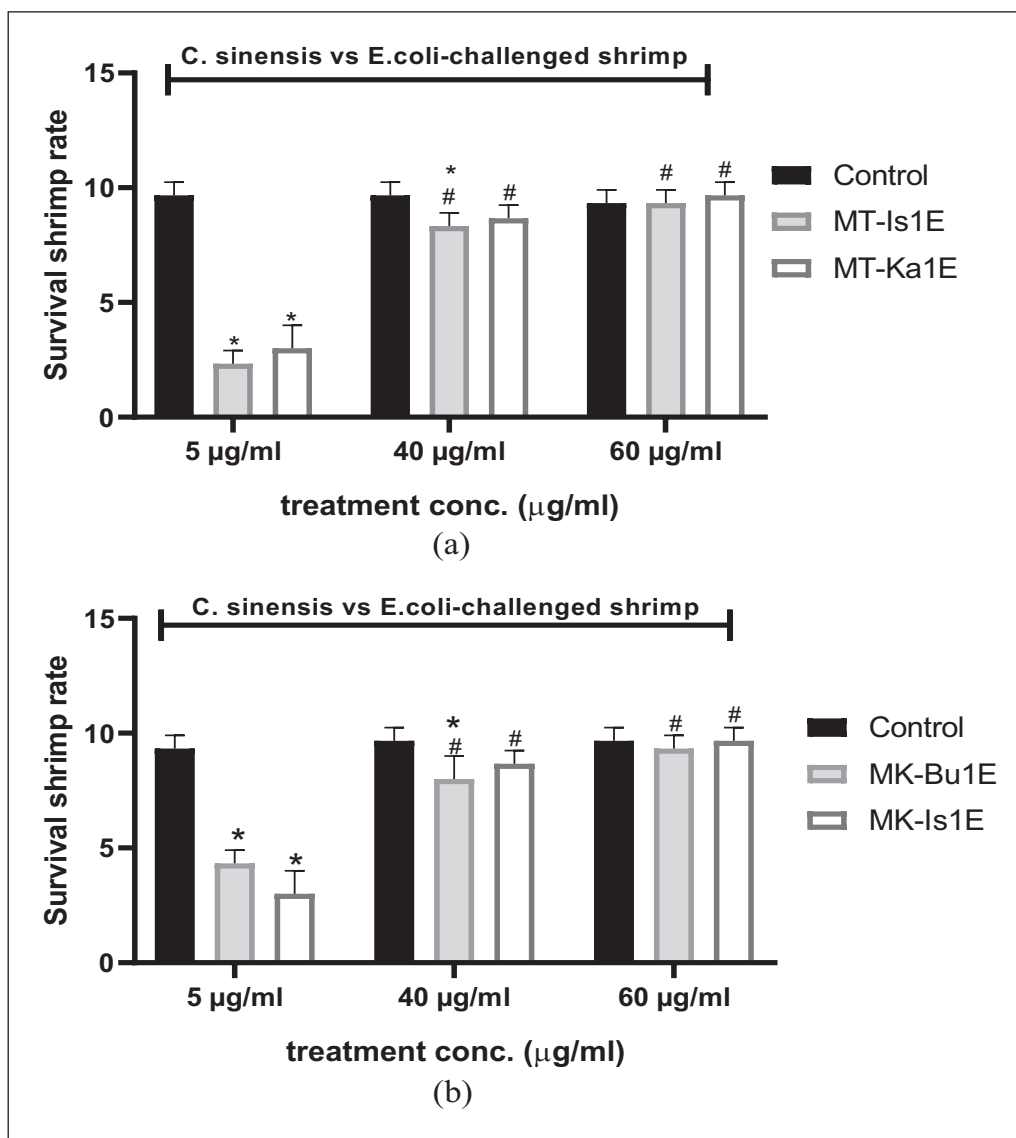 C. sinensis vs E.coli-challenged shrimp
15
10
5
0
Survival shrimp rate
* * * # # # #
5 µg/ml 40 µg/ml 60 µg/ml
treatment conc. (µg/ml)
Control
MT-Is1E
MT-Ka1E
(a)
C. sinensis vs E.coli-challenged shrimp
15
10
5
0
Survival shrimp rate
* * * # # # #
5 µg/ml 40 µg/ml 60 µg/ml
treatment conc. (µg/ml)
Control
MK-Bu1E
MK-Is1E
(b)